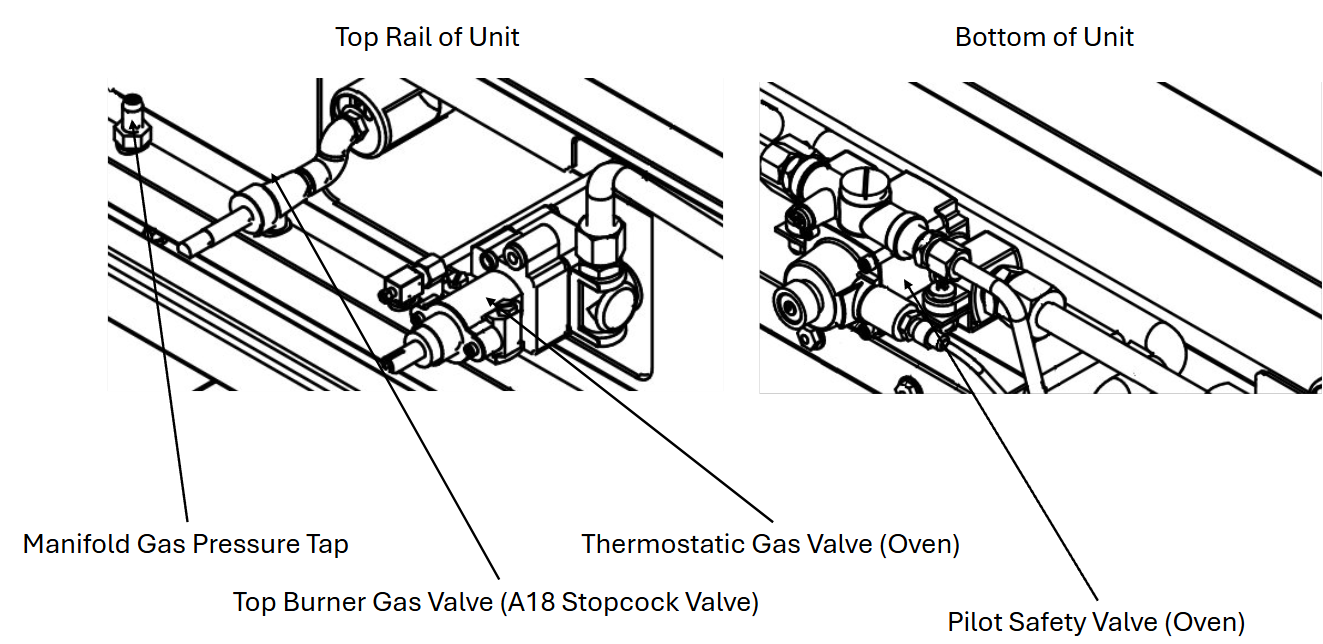 Top Rail of Unit
Bottom of Unit
Manifold Gas Pressure Tap
Thermostatic Gas Valve (Oven)
Top Burner Gas Valve (A18 Stopcock Valve)
Pilot Safety Valve (Oven)